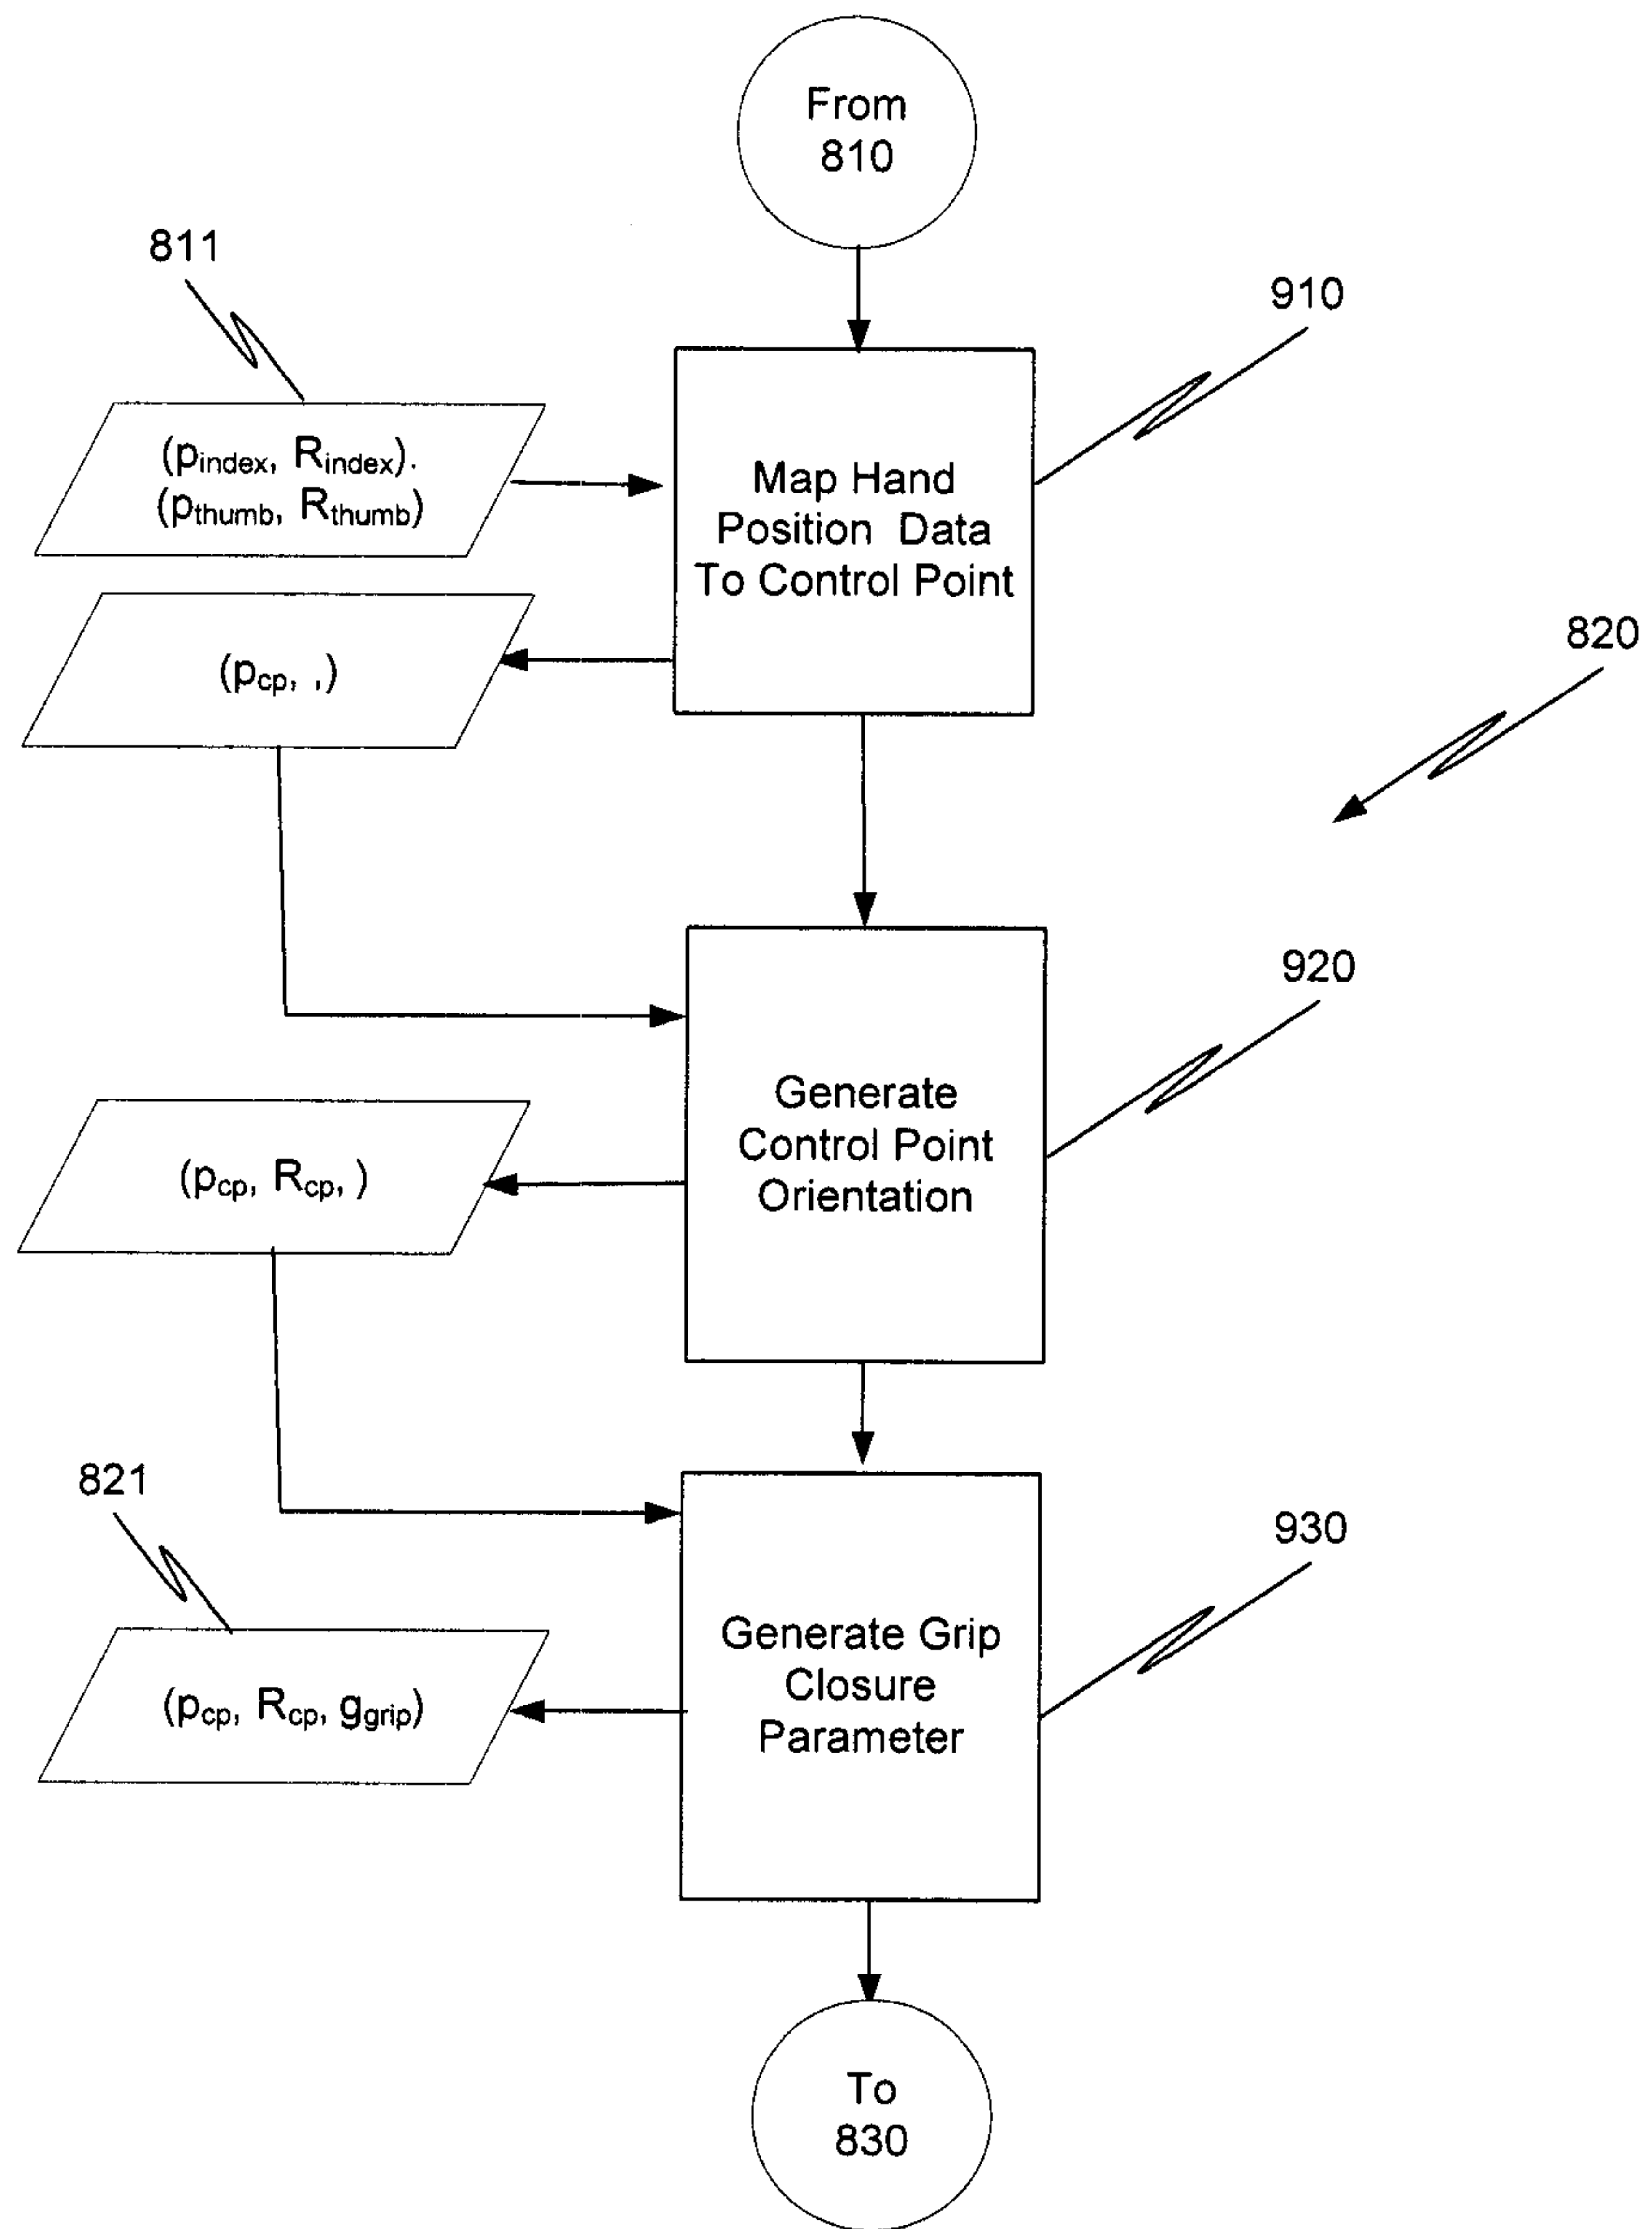 From
810
811
910
(pindex, Rindex).
(pthumb, Rthumb)
Map Hand
Position Data
To Control Point
820
(pcp, ,)
920
Generate
Control Point
Orientation
(pcp, Rcp, )
821
930
Generate Grip
Closure
Parameter
(pcp, Rcp, ggrip)
To
830